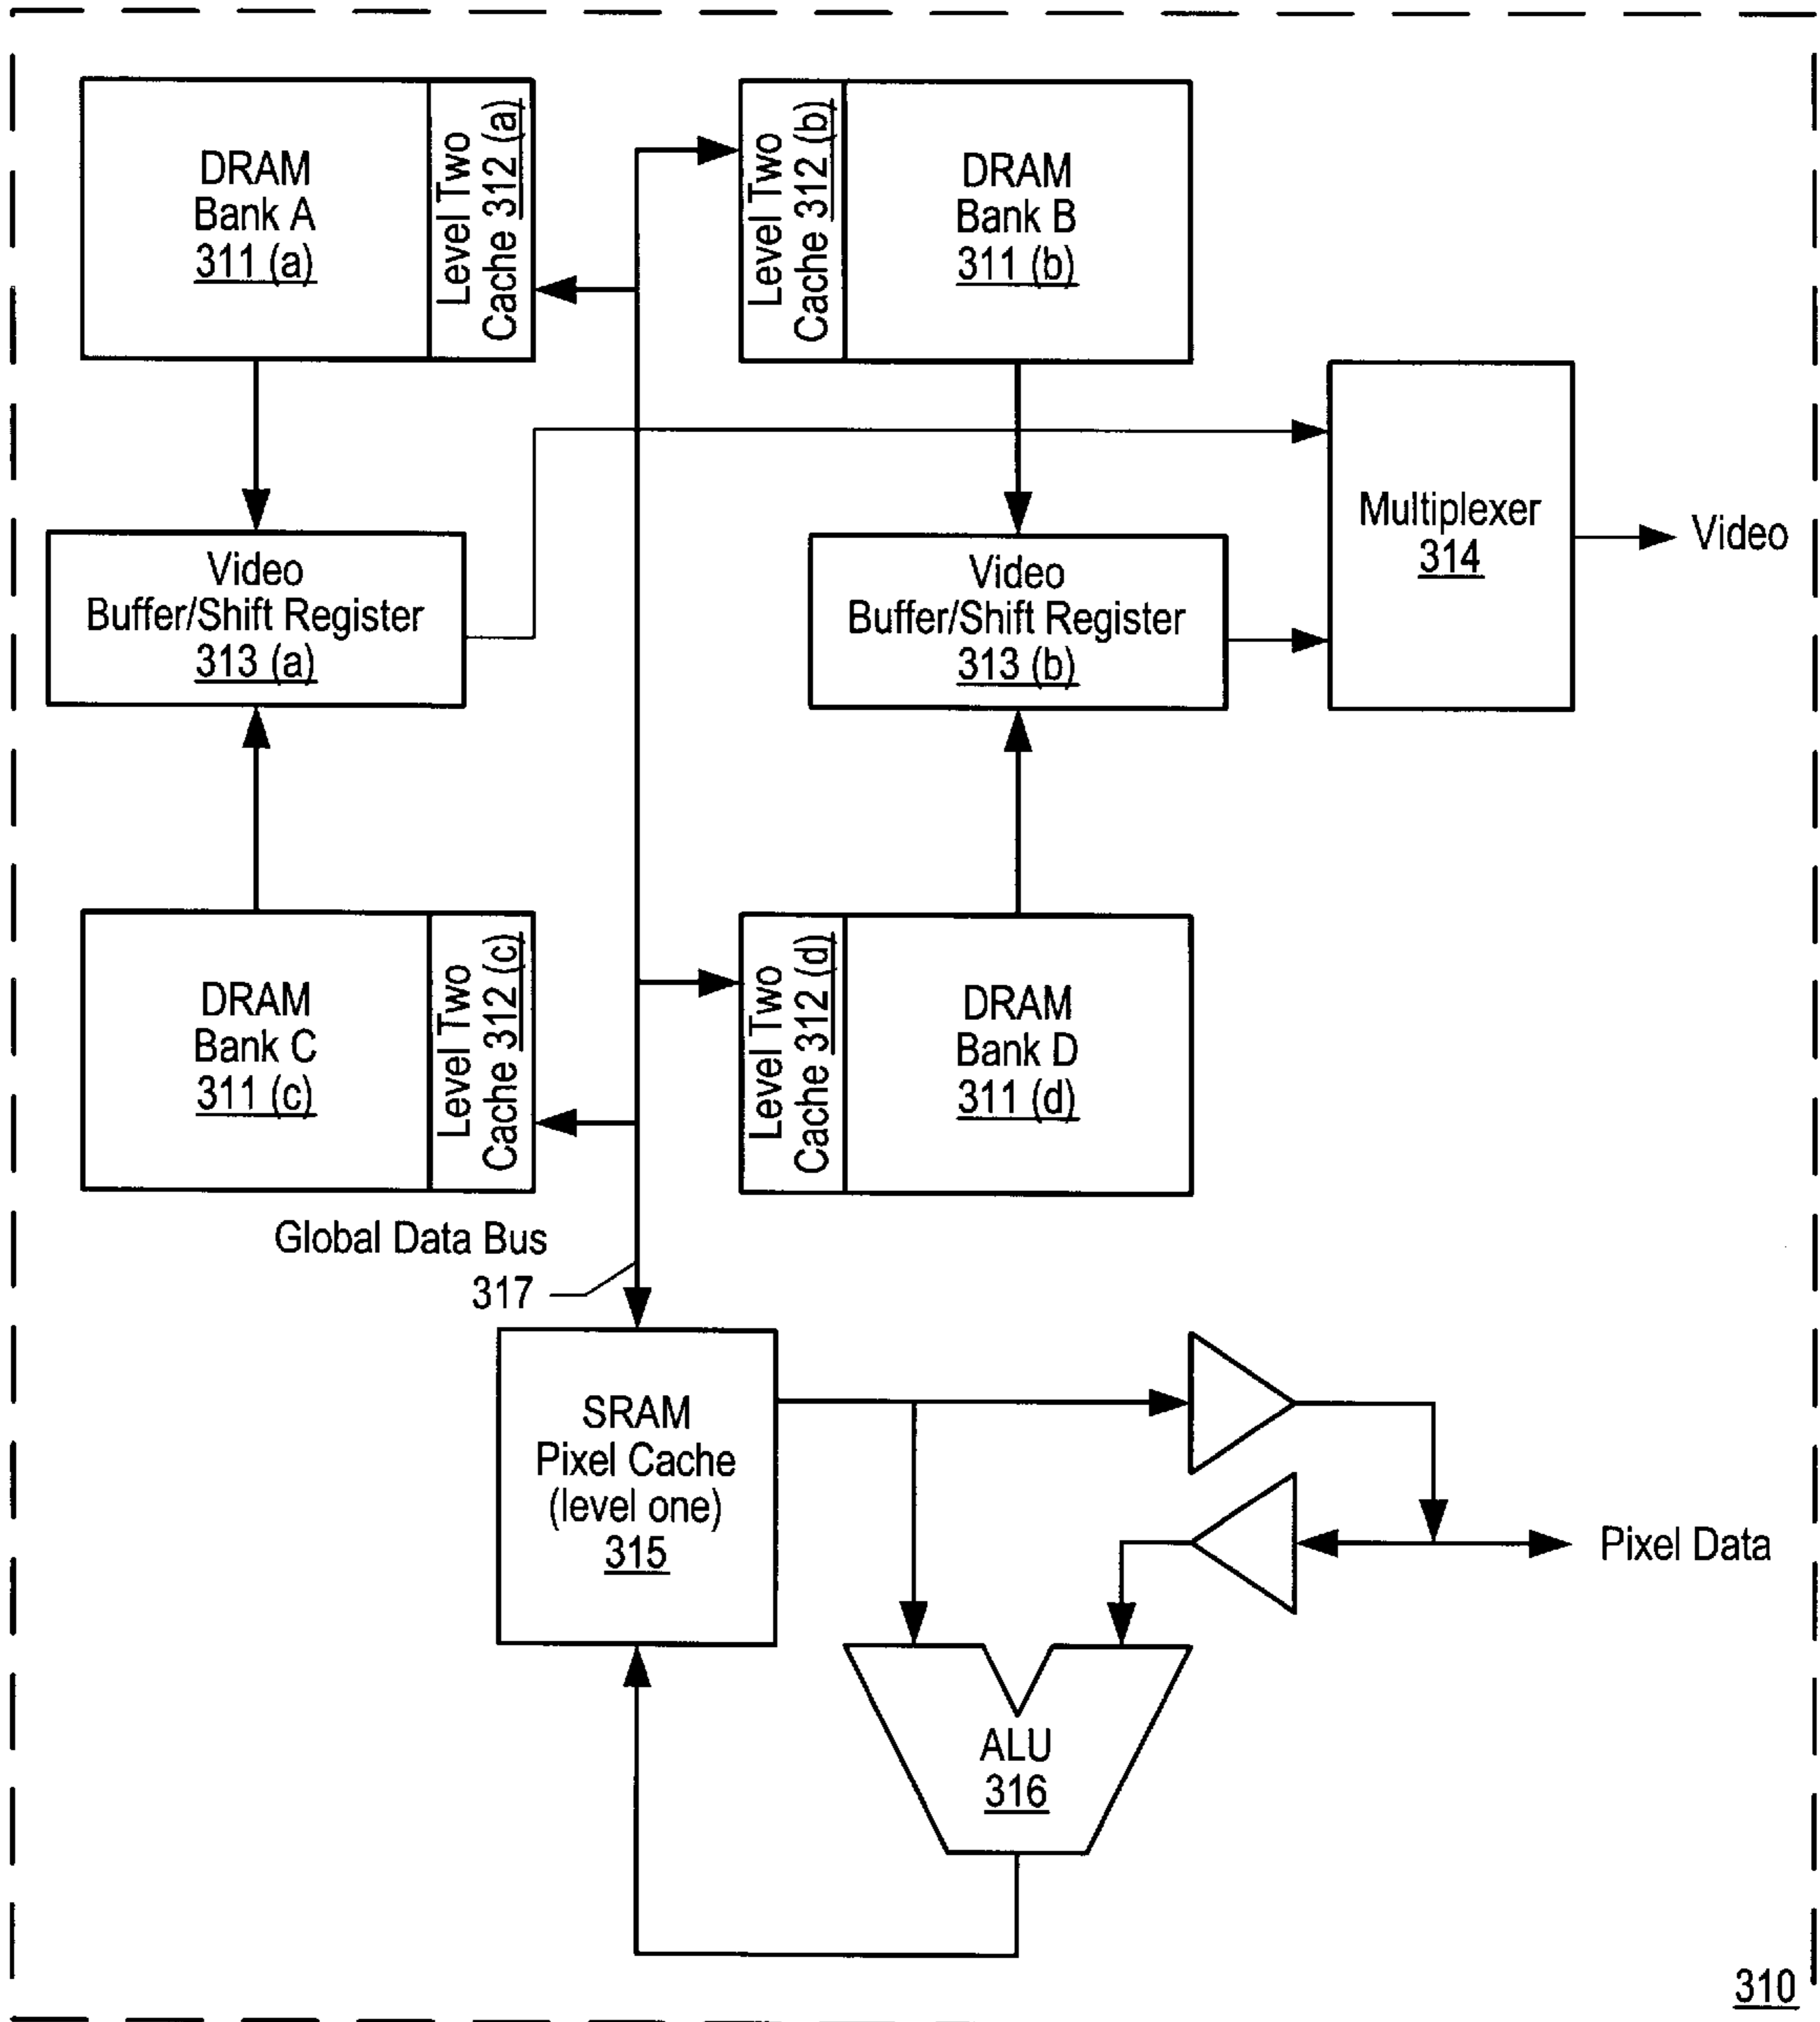 DRAM
Bank A
311 (a)
Level Two
Cache 312 (a)
Level Two
Cache 312 (b)
DRAM
Bank B
311 (b)
Video
Buffer/Shift Register
313 (a)
Video
Buffer/Shift Register
313 (b)
Multiplexer
314
Video
DRAM
Bank C
311 (c)
Level Two
Cache 312 (c)
Level Two
Cache 312 (d)
DRAM
Bank D
311 (d)
Global Data Bus
317
SRAM
Pixel Cache
(level one)
315
Pixel Data
ALU
316
310